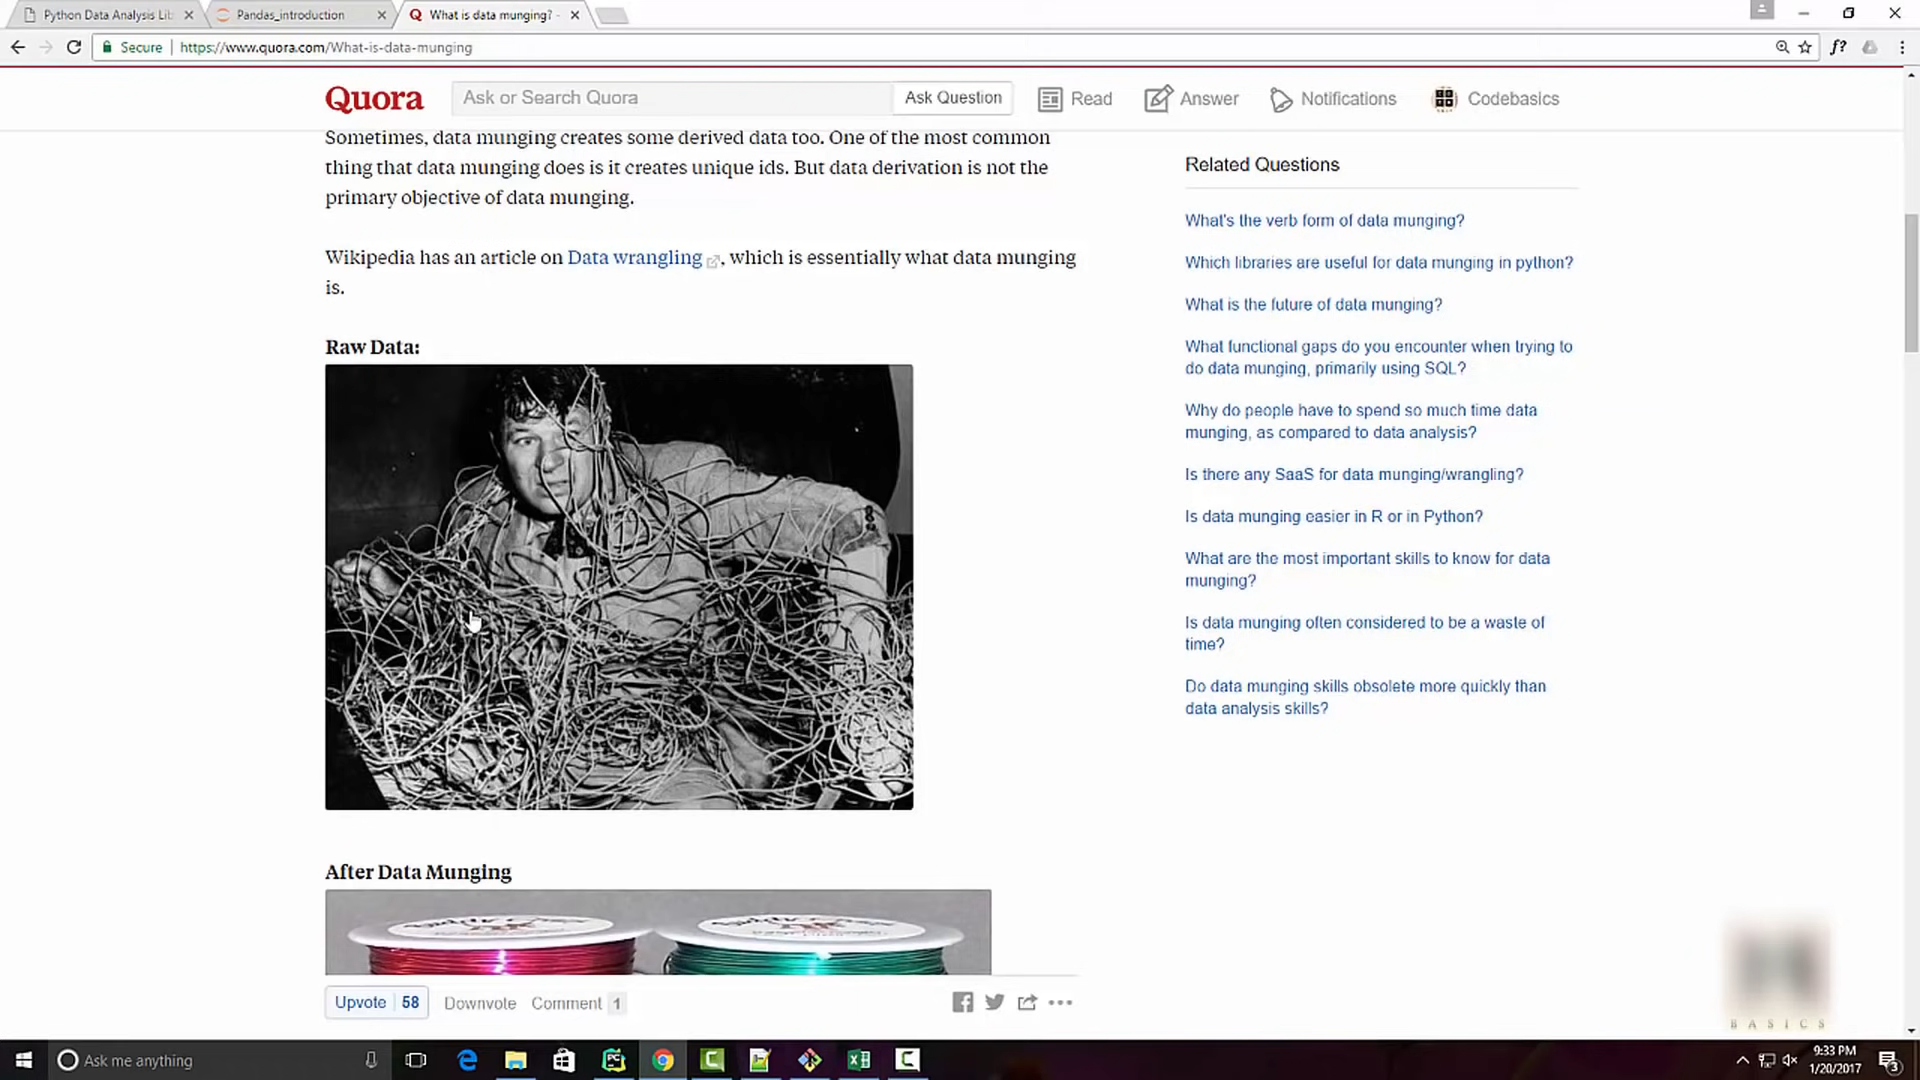 Python Data Analysis Lib
Pandas_introduction
What is data munging? -
Secure
https://www.quora.com/What-is-data-munging
f?
Quora
Ask or Search Quora
Ask Question
Read
Answer
Notifications
Codebasics
Sometimes, data munging creates some derived data too. One of the most common
thing that data munging does is it creates unique ids. But data derivation is not the
primary objective of data munging.
Wikipedia has an article on Data wrangling, which is essentially what data munging
is.
Raw Data:
After Data Munging
Upvote 58
Downvote
Comment 1
Related Questions
What's the verb form of data munging?
Which libraries are useful for data munging in python?
What is the future of data munging?
What functional gaps do you encounter when trying to
do data munging, primarily using SQL?
Why do people have to spend so much time data
munging, as compared to data analysis?
Is there any SaaS for data munging/wrangling?
Is data munging easier in R or in Python?
What are the most important skills to know for data
munging?
Is data munging often considered to be a waste of
time?
Do data munging skills obsolete more quickly than
data analysis skills?
BASICS
Ask me anything
9:33 PM
1/20/2017
3